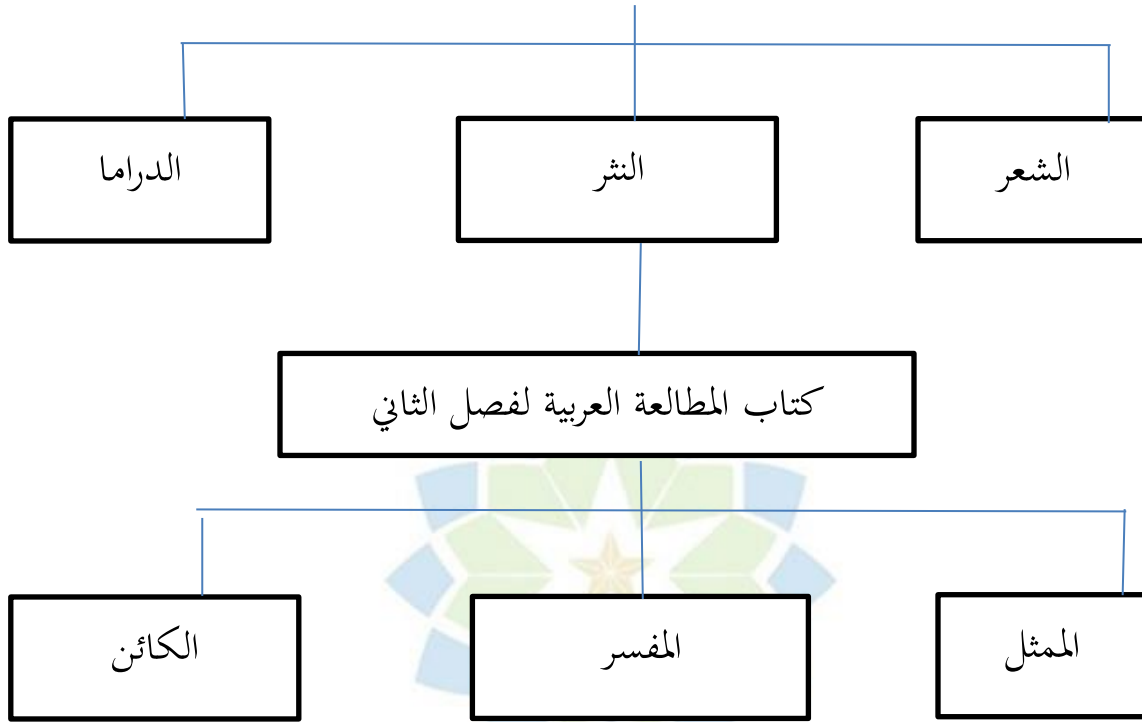 الشعر
النثر
الدراما
كتاب المطالعة العربية لفصل الثاني
الممثل
المفسر
الكائن